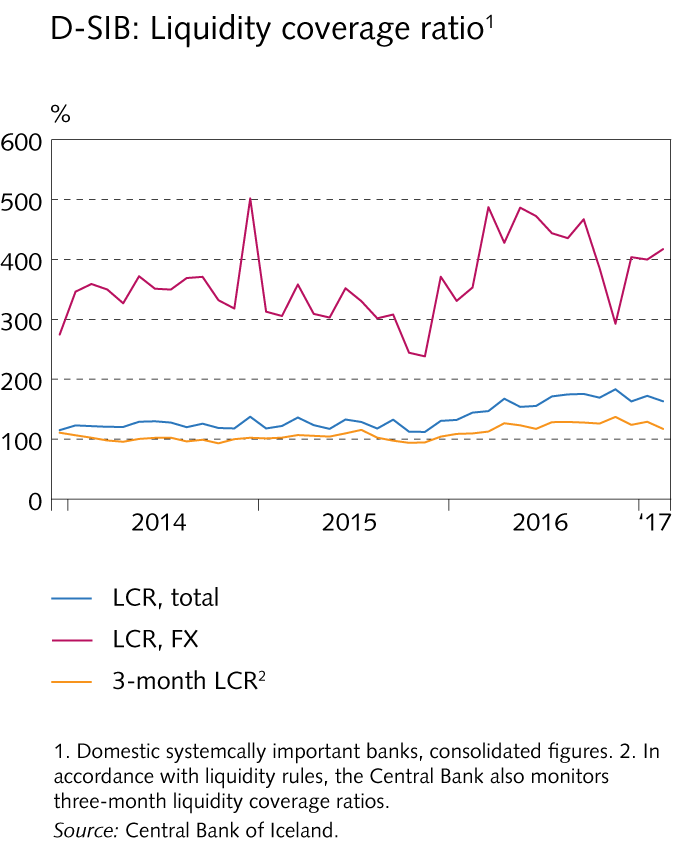 D-SIB: Liquidity coverage ratio¹
%
600
500
400
300
200
100
0
2014 2015 2016 '17
LCR, total
LCR, FX
3-month LCR²
1. Domestic systemcally important banks, consolidated figures. 2. In
accordance with liquidity rules, the Central Bank also monitors
three-month liquidity coverage ratios.
Source: Central Bank of Iceland.